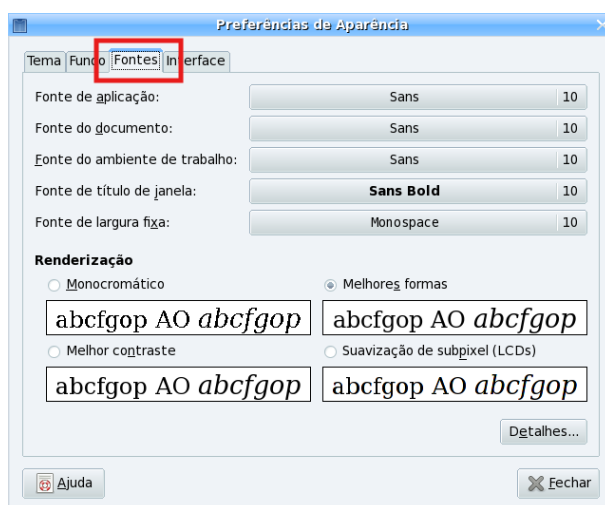 Preferências de Aparência
Tema Fundo Fontes Interface
Fonte de aplicação: Sans 10
Fonte do documento: Sans 10
Fonte do ambiente de trabalho: Sans 10
Fonte de título de janela: Sans Bold 10
Fonte de largura fixa: Monospace 10
Renderização
Monocromático Melhores formas
abcfgop AO abcfgop abcfgop AO abcfgop
Melhor contraste Suavização de subpixel (LCDs)
abcfgop AO abcfgop abcfgop AO abcfgop
Detalhes...
Ajuda Fechar